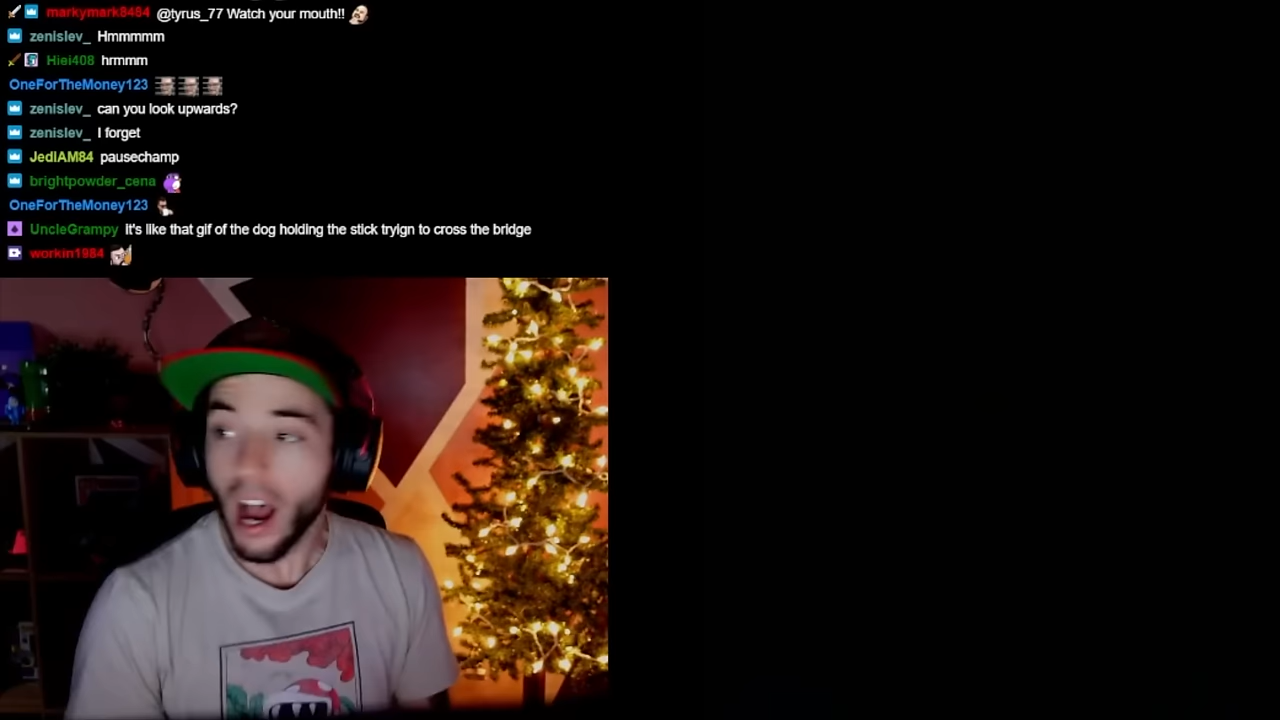 markymark8484 @tyrus_77 Watch your mouth!!
zenislev_ Hmmmmm
Hiei408 hrmmm
OneForTheMoney123
zenislev_ can you look upwards?
zenislev_ I forget
JedIAM84 pausechamp
brightpowder_cena
OneForTheMoney123
UncleGrampy it's like that gif of the dog holding the stick tryign to cross the bridge
workin1984